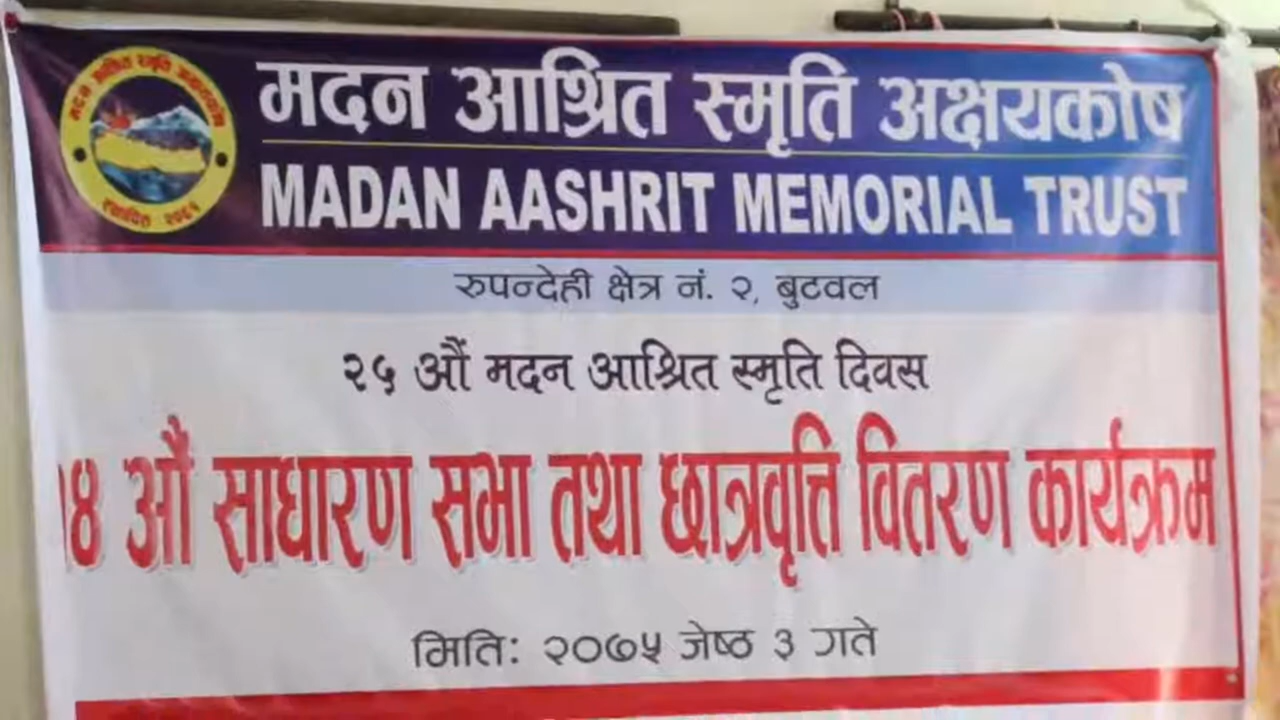 मदन आश्रित स्मृति अक्षयकोष
MADAN AASHRIT MEMORIAL TRUST
रुपन्देही क्षेत्र नं. २, बुटवल
२५ औं मदन आश्रित स्मृति दिवस
१४ औं साधारण सभा तथा छात्रवृत्ति वितरण कार्यक्रम
मितिः २०७५ जेष्ठ ३ गते